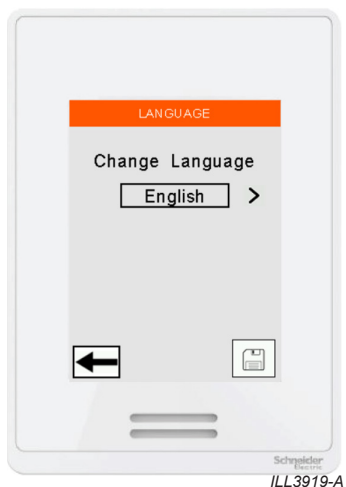 LANGUAGE
Change Language
English >
Schneider
Electric
ILL3919-A